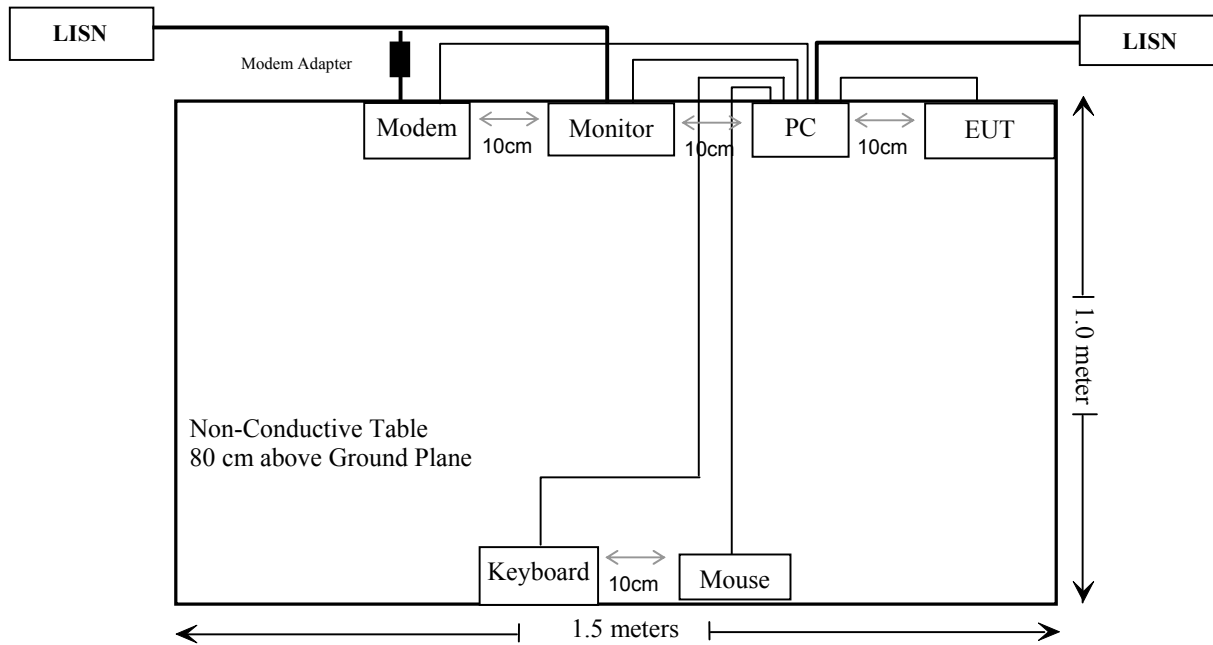 LISN
LISN
Modem Adapter
Modem
Monitor
PC
EUT
10cm
10cm
10cm
1.0 meter
Non-Conductive Table
80 cm above Ground Plane
Keyboard
10cm
Mouse
1.5 meters